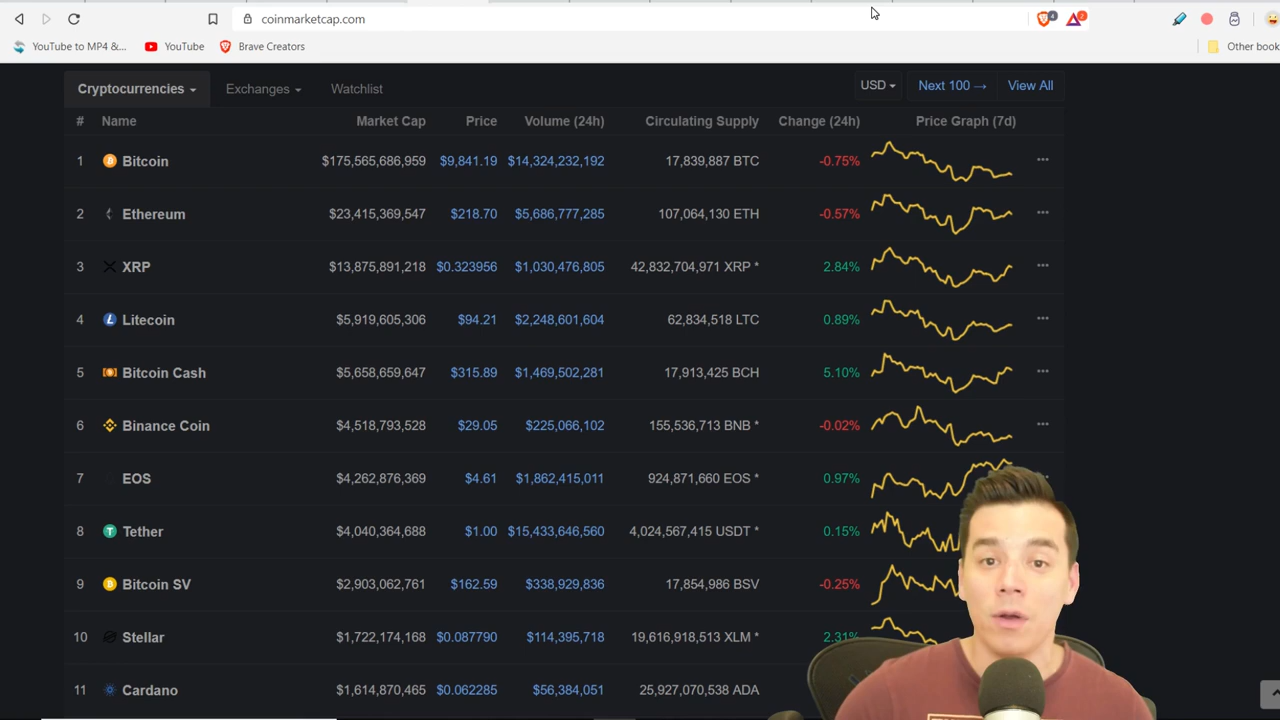 coinmarketcap.com
4
2
YouTube to MP4 &...
YouTube
Brave Creators
Other book
Cryptocurrencies
Exchanges
Watchlist
USD
Next 100 →
View All
# Name Market Cap Price Volume (24h) Circulating Supply Change (24h) Price Graph (7d)
1 Bitcoin $175,565,686,959 $9,841.19 $14,324,232,192 17,839,887 BTC -0.75%
2 Ethereum $23,415,369,547 $218.70 $5,686,777,285 107,064,130 ETH -0.57%
3 XRP $13,875,891,218 $0.323956 $1,030,476,805 42,832,704,971 XRP * 2.84%
4 Litecoin $5,919,605,306 $94.21 $2,248,601,604 62,834,518 LTC 0.89%
5 Bitcoin Cash $5,658,659,647 $315.89 $1,469,502,281 17,913,425 BCH 5.10%
6 Binance Coin $4,518,793,528 $29.05 $225,066,102 155,536,713 BNB * -0.02%
7 EOS $4,262,876,369 $4.61 $1,862,415,011 924,871,660 EOS * 0.97%
8 Tether $4,040,364,688 $1.00 $15,433,646,560 4,024,567,415 USDT * 0.15%
9 Bitcoin SV $2,903,062,761 $162.59 $338,929,836 17,854,986 BSV -0.25%
10 Stellar $1,722,174,168 $0.087790 $114,395,718 19,616,918,513 XLM * 2.31%
11 Cardano $1,614,870,465 $0.062285 $56,384,051 25,927,070,538 ADA